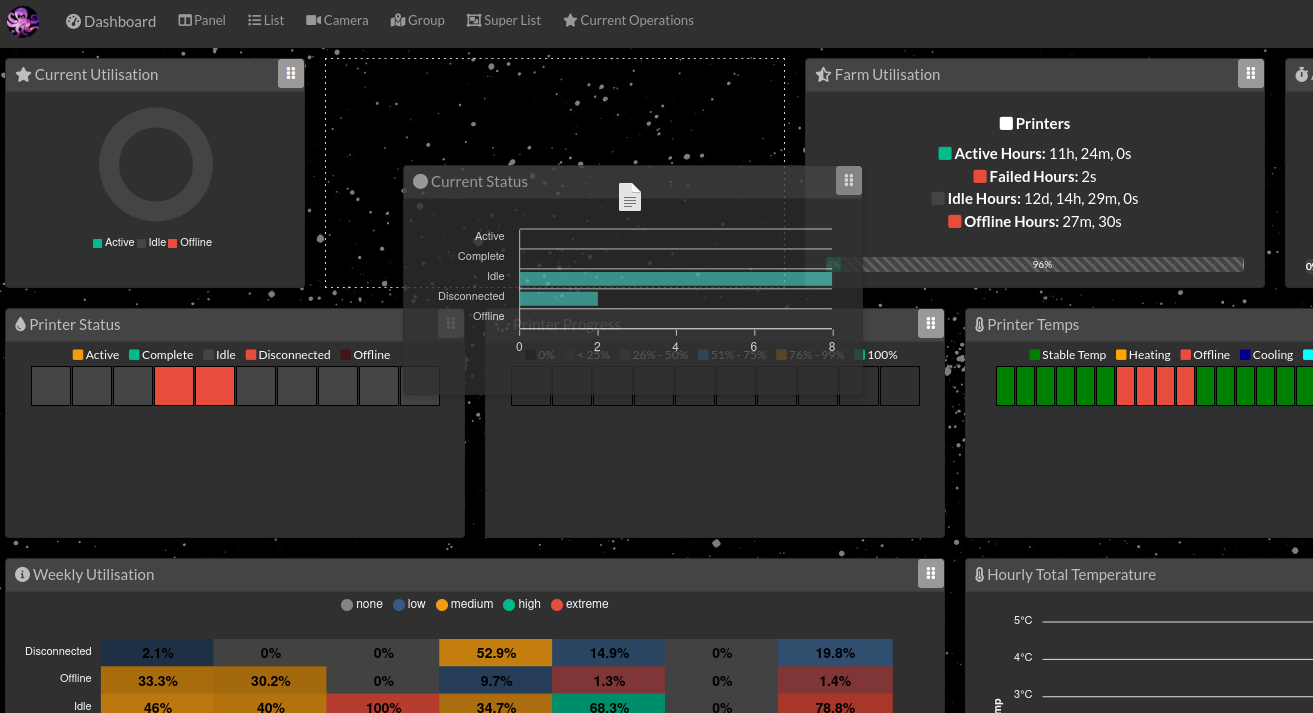 Dashboard Panel List Camera Group Super List Current Operations
Current Utilisation
Active Idle Offline
Current Status
Active
Complete
Idle
Disconnected
Offline
0 2 4 6 8
Farm Utilisation
Printers
Active Hours: 11h, 24m, 0s
Failed Hours: 2s
Idle Hours: 12d, 14h, 29m, 0s
Offline Hours: 27m, 30s
96%
Printer Status
Active Complete Idle Disconnected Offline
Printer Progress
0% < 25% 26% - 50% 51% - 75% 76% - 99% 100%
Printer Temps
Stable Temp Heating Offline Cooling
Weekly Utilisation
none low medium high extreme
Disconnected 2.1% 0% 0% 52.9% 14.9% 0% 19.8%
Offline 33.3% 30.2% 0% 9.7% 1.3% 0% 1.4%
Idle 46% 40% 100% 34.7% 68.3% 0% 78.8%
Hourly Total Temperature
5°C
4°C
3°C